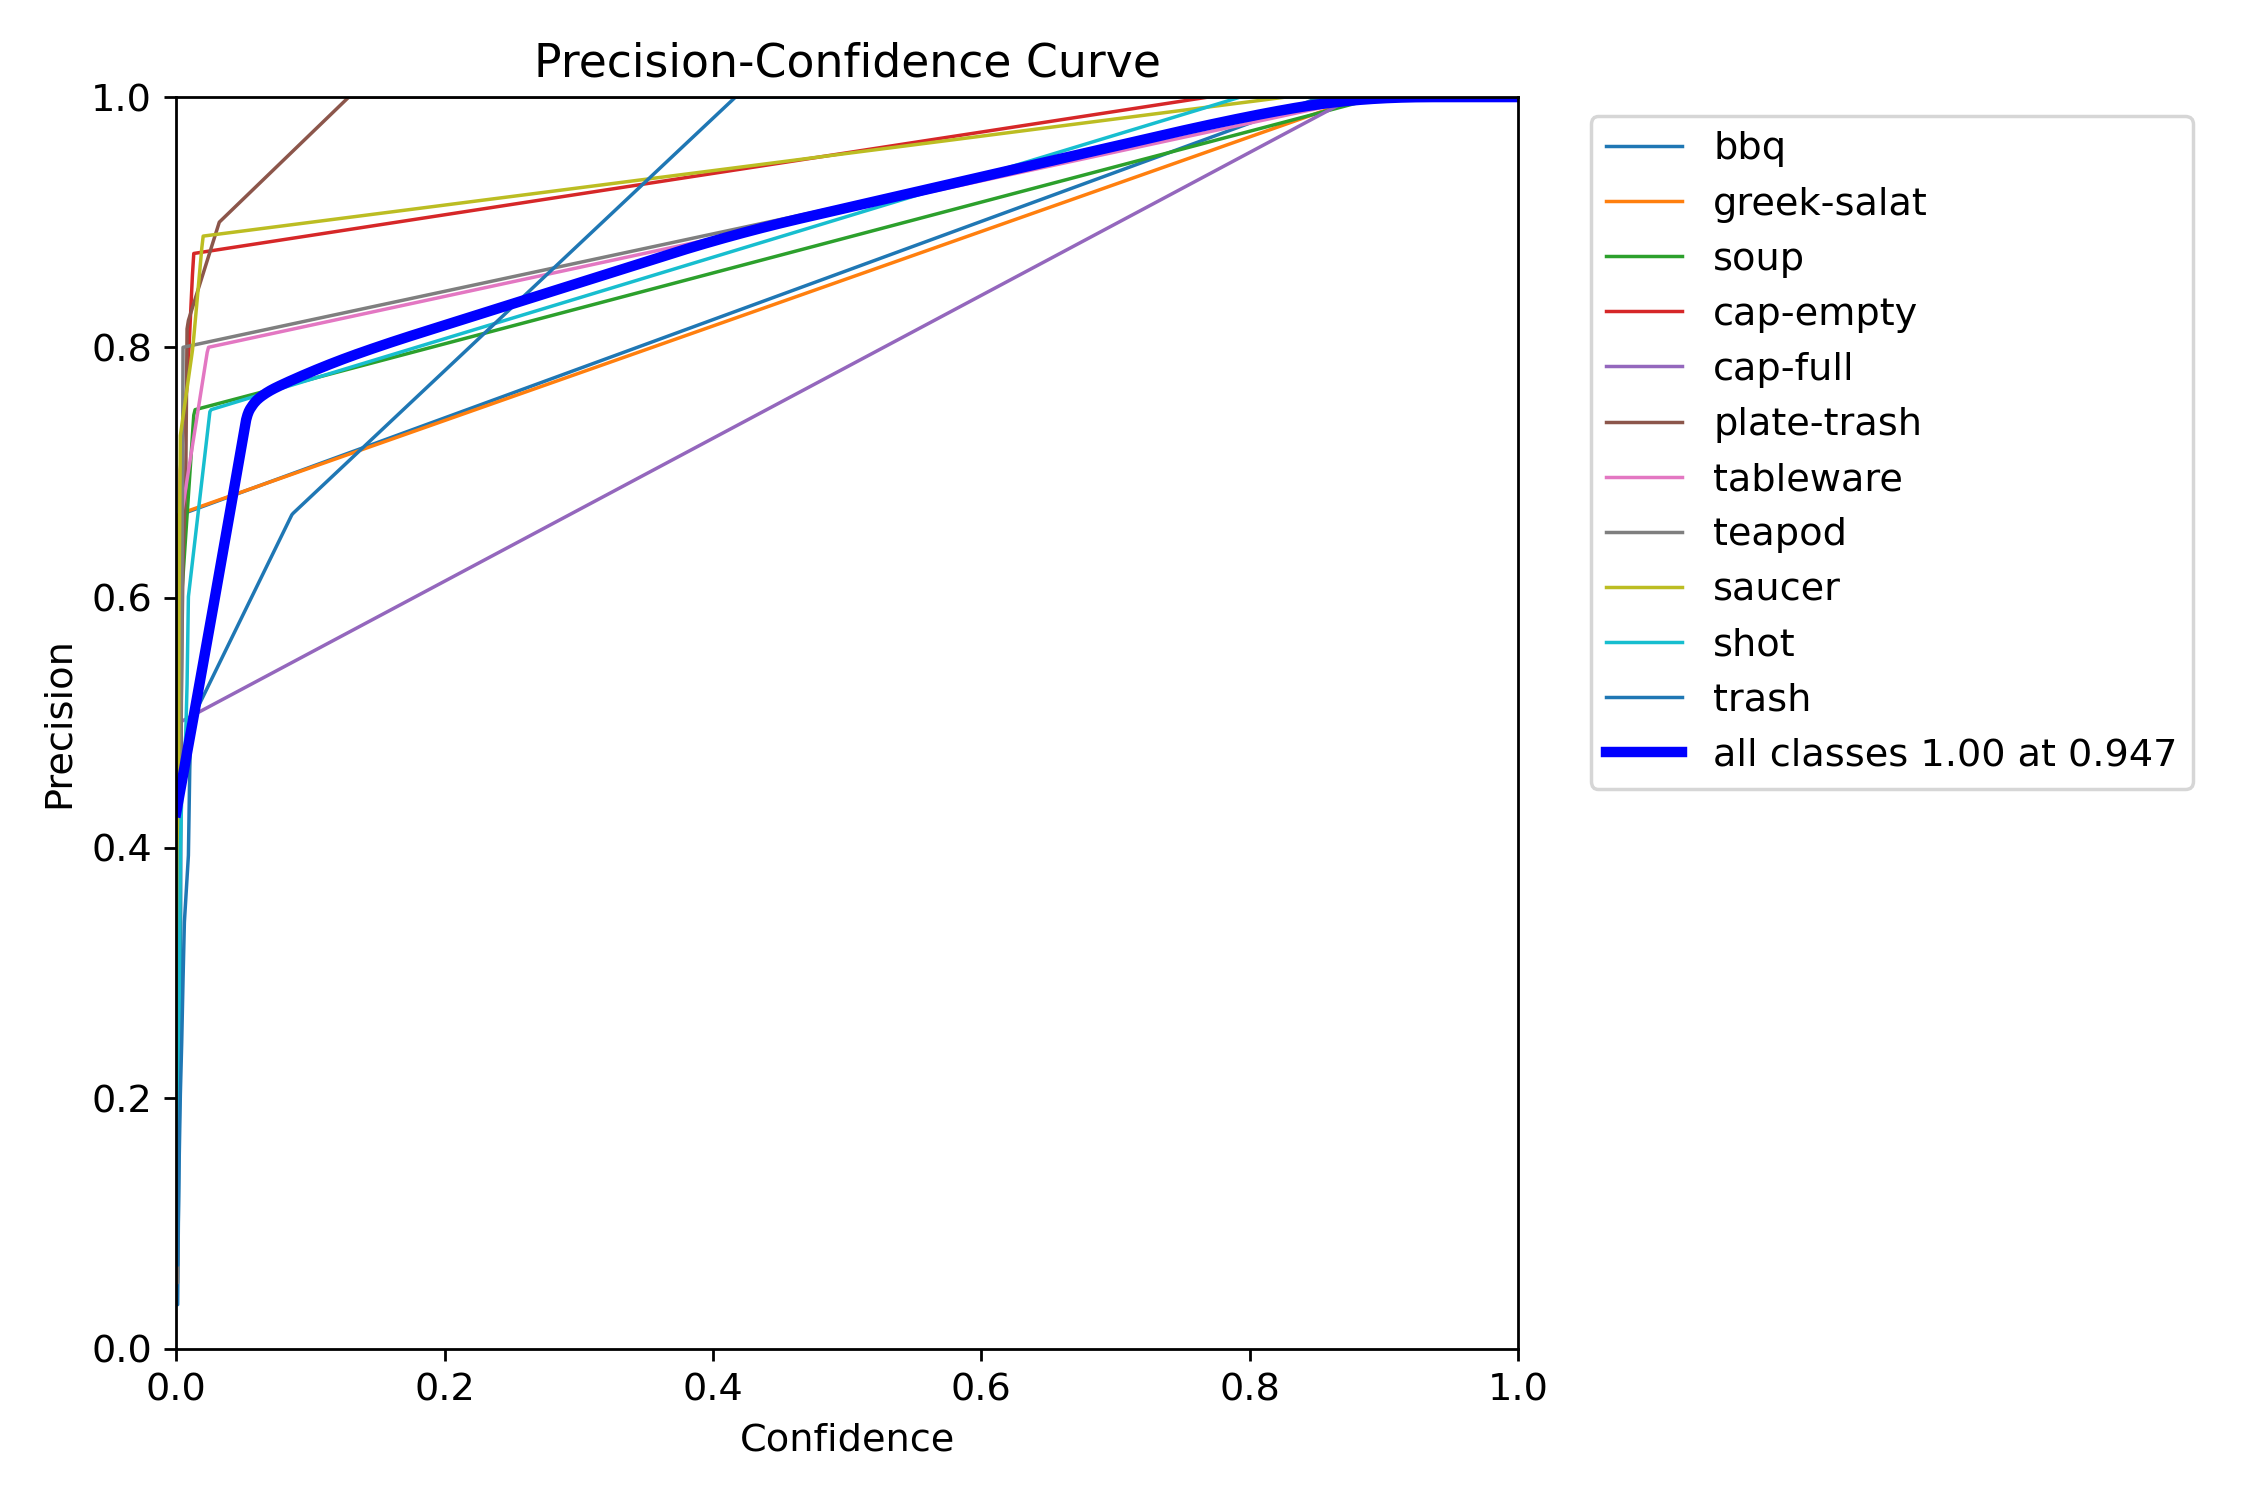 Precision-Confidence Curve
1.0
0.8
0.6
0.4
0.2
0.0
Precision
0.0 0.2 0.4 0.6 0.8 1.0
Confidence
bbq
greek-salat
soup
cap-empty
cap-full
plate-trash
tableware
teapod
saucer
shot
trash
all classes 1.00 at 0.947